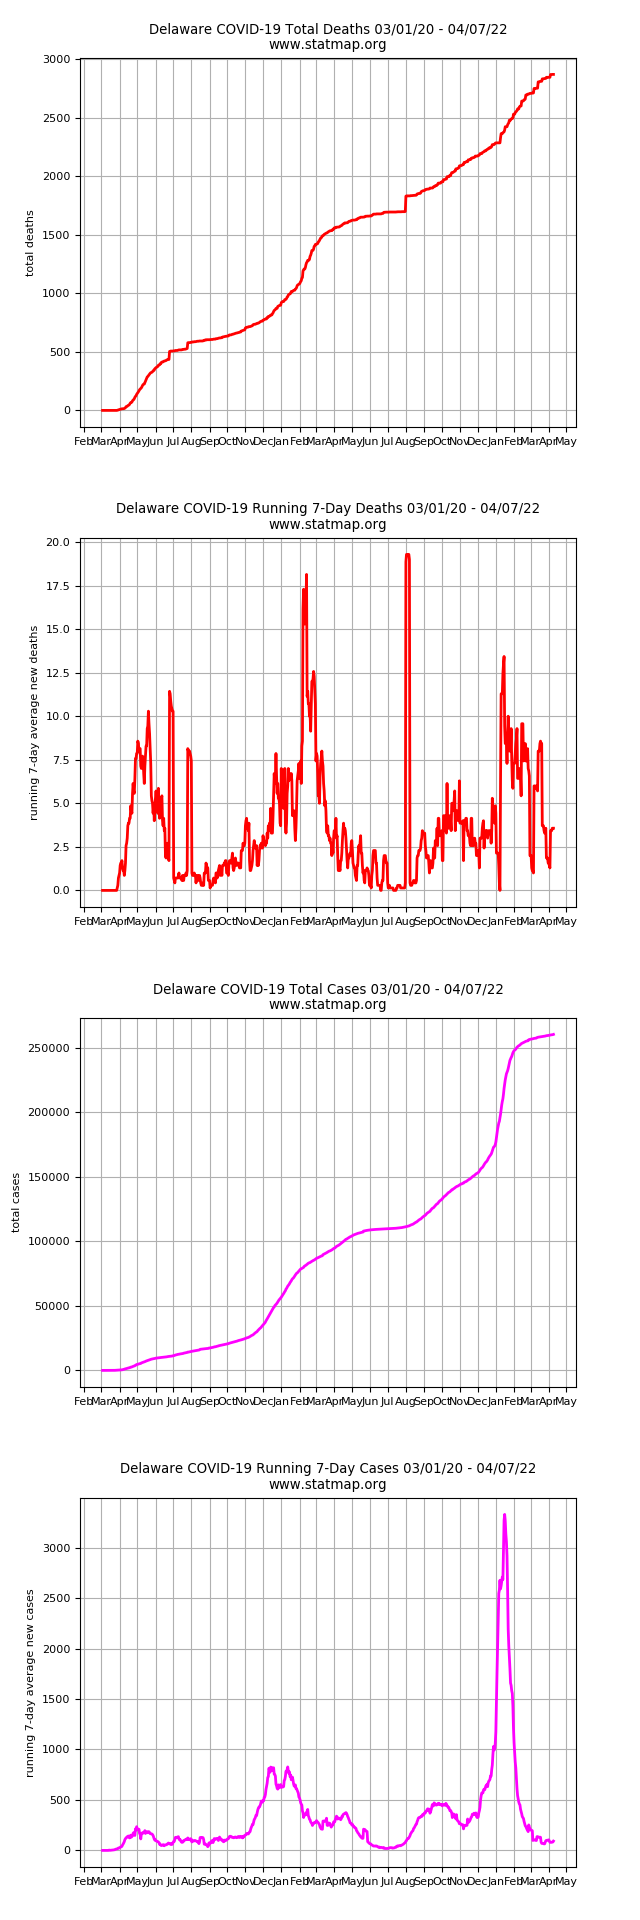 Delaware COVID-19 Total Deaths 03/01/20 - 04/07/22
www.statmap.org
3000
2500
2000
1500
1000
500
0
total deaths
Feb Mar Apr May Jun Jul Aug Sep Oct Nov Dec Jan Feb Mar Apr May Jun Jul Aug Sep Oct Nov Dec Jan Feb Mar Apr May
Delaware COVID-19 Running 7-Day Deaths 03/01/20 - 04/07/22
www.statmap.org
20.0
17.5
15.0
12.5
10.0
7.5
5.0
2.5
0.0
running 7-day average new deaths
Feb Mar Apr May Jun Jul Aug Sep Oct Nov Dec Jan Feb Mar Apr May Jun Jul Aug Sep Oct Nov Dec Jan Feb Mar Apr May
Delaware COVID-19 Total Cases 03/01/20 - 04/07/22
www.statmap.org
250000
200000
150000
100000
50000
0
total cases
Feb Mar Apr May Jun Jul Aug Sep Oct Nov Dec Jan Feb Mar Apr May Jun Jul Aug Sep Oct Nov Dec Jan Feb Mar Apr May
Delaware COVID-19 Running 7-Day Cases 03/01/20 - 04/07/22
www.statmap.org
3000
2500
2000
1500
1000
500
0
running 7-day average new cases
Feb Mar Apr May Jun Jul Aug Sep Oct Nov Dec Jan Feb Mar Apr May Jun Jul Aug Sep Oct Nov Dec Jan Feb Mar Apr May